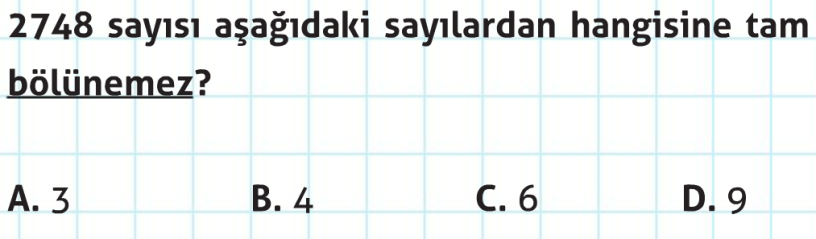 2748 sayısı aşağıdaki sayılardan hangisine tam
bölünemez?
A. 3 B. 4 C. 6 D. 9